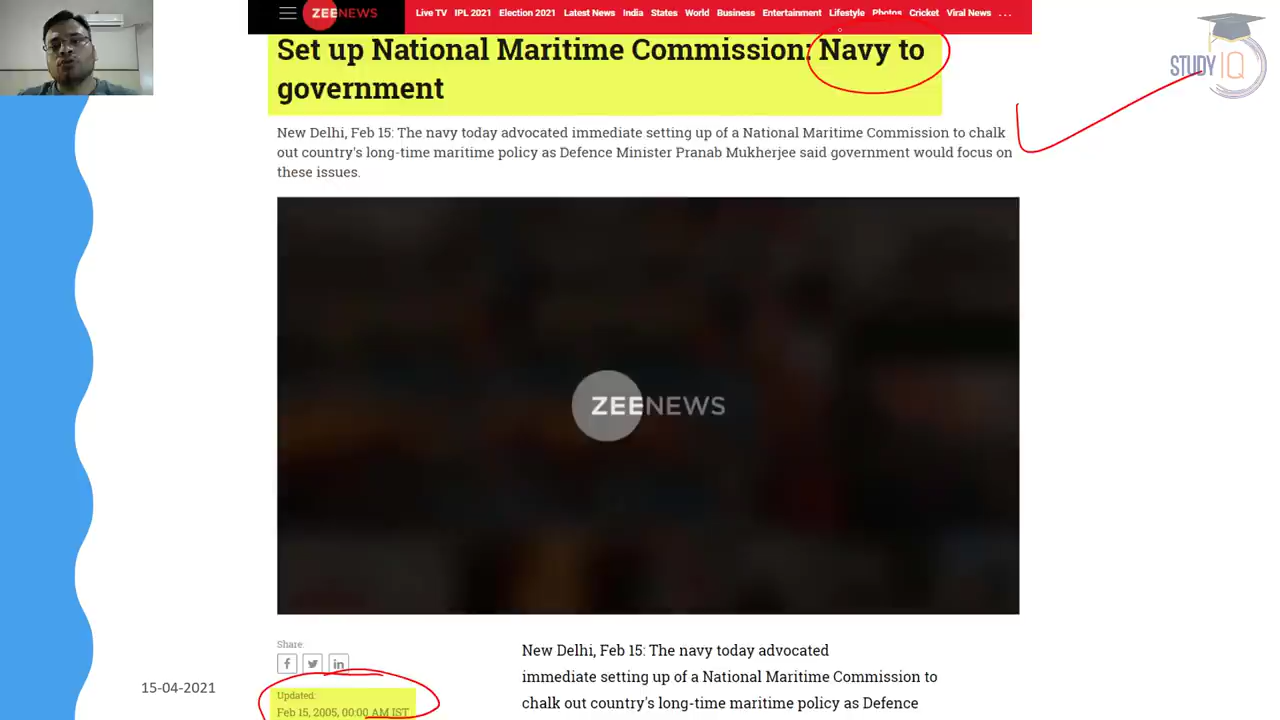 ZEENEWS
Live TV IPL 2021 Election 2021 Latest News India States World Business Entertainment Lifestyle Photos Cricket Viral News ...
STUDY IQ
Set up National Maritime Commission: Navy to
government
New Delhi, Feb 15: The navy today advocated immediate setting up of a National Maritime Commission to chalk
out country's long-time maritime policy as Defence Minister Pranab Mukherjee said government would focus on
these issues.
ZEENEWS
Share:
f in
Updated:
Feb 15, 2005, 00:00 AM IST
New Delhi, Feb 15: The navy today advocated
immediate setting up of a National Maritime Commission to
chalk out country's long-time maritime policy as Defence
15-04-2021